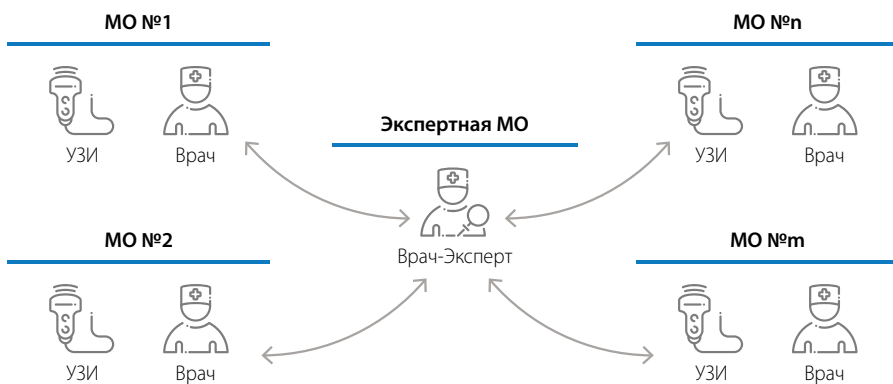 МО №1
МО №n
УЗИ
Врач
Экспертная МО
УЗИ
Врач
Врач-Эксперт
МО №2
МО №m
УЗИ
Врач
УЗИ
Врач